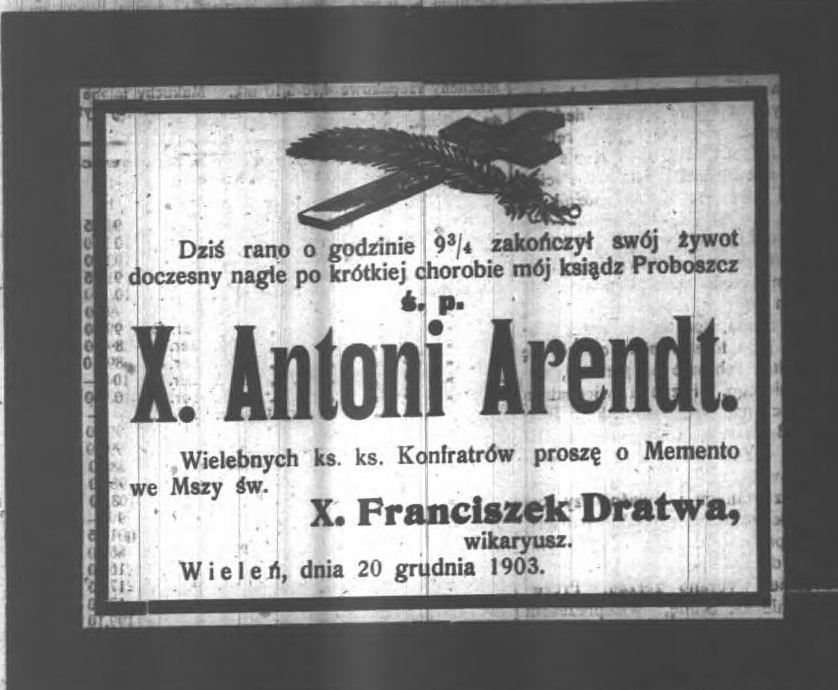 Dziś rano o godzinie 9¾ zakończył swój żywot
doczesny nagle po krótkiej chorobie mój ksiądz Proboszcz
ś. p.
X. Antoni Arendt.
Wielebnych ks. ks. Konfratrów proszę o Memento
we Mszy św.
X. Franciszek Dratwa,
wikaryusz.
Wieleń, dnia 20 grudnia 1903.